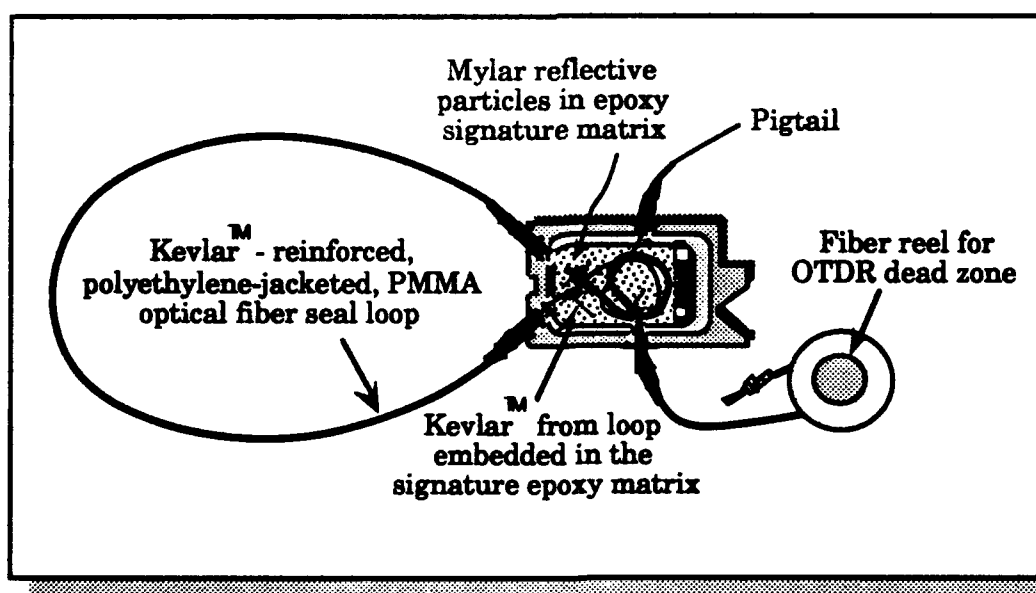 Mylar reflective
particles in epoxy
signature matrix
Pigtail
Kevlar™ - reinforced,
polyethylene-jacketed, PMMA
optical fiber seal loop
Fiber reel for
OTDR dead zone
Kevlar™ from loop
embedded in the
signature epoxy matrix